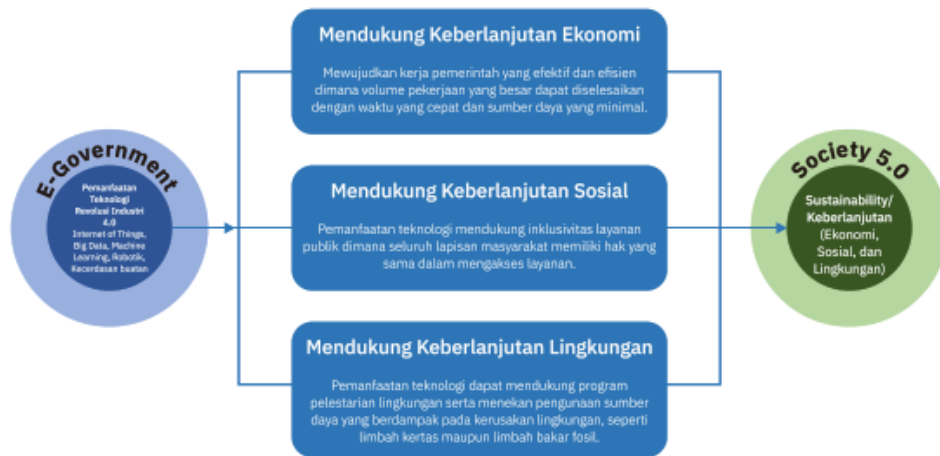 E-Government
Pemanfaatan
Teknologi
Revolusi Industri
4.0
Internet of Things,
Big Data, Machine
Learning, Robotik,
Kecerdasan buatan
Mendukung Keberlanjutan Ekonomi
Mewujudkan kerja pemerintah yang efektif dan efisien
dimana volume pekerjaan yang besar dapat diselesaikan
dengan waktu yang cepat dan sumber daya yang minimal.
Mendukung Keberlanjutan Sosial
Pemanfaatan teknologi mendukung inklusivitas layanan
publik dimana seluruh lapisan masyarakat memiliki hak yang
sama dalam mengakses layanan.
Mendukung Keberlanjutan Lingkungan
Pemanfaatan teknologi dapat mendukung program
pelestarian lingkungan serta menekan pengunaan sumber
daya yang berdampak pada kerusakan lingkungan, seperti
limbah kertas maupun limbah bakar fosil.
Society 5.0
Sustainability/
Keberlanjutan
(Ekonomi,
Sosial, dan
Lingkungan)